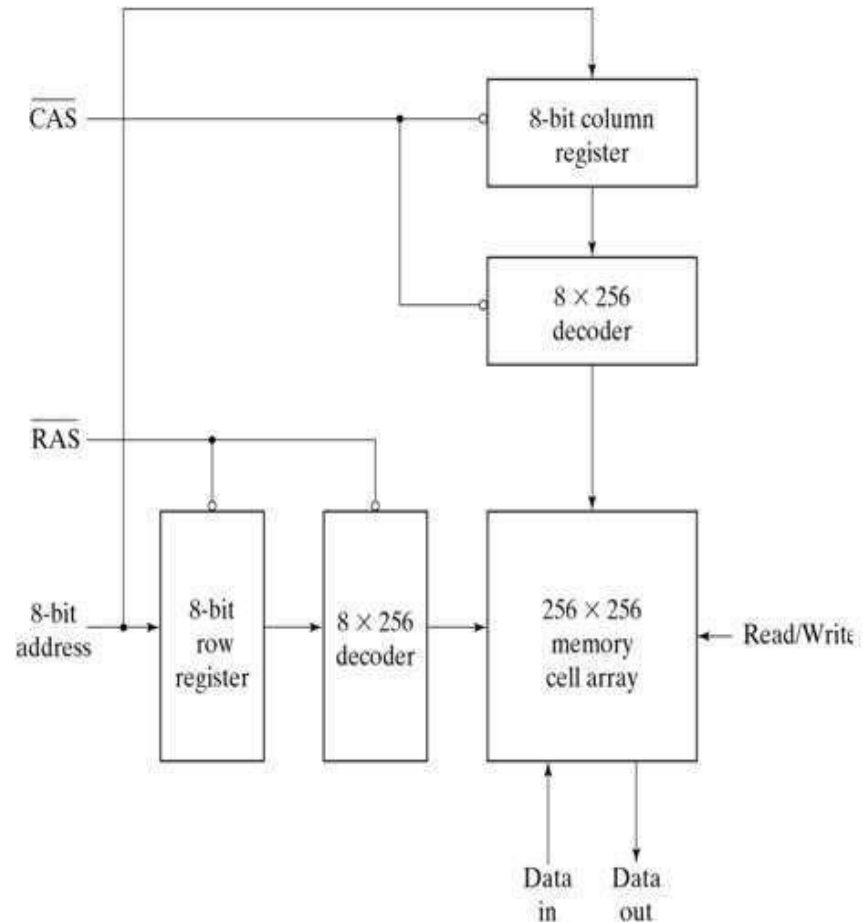 CAS
8-bit column
register
8 × 256
decoder
RAS
8-bit
address
8-bit
row
register
8 × 256
decoder
256 × 256
memory
cell array
Read/Write
Data
in
Data
out